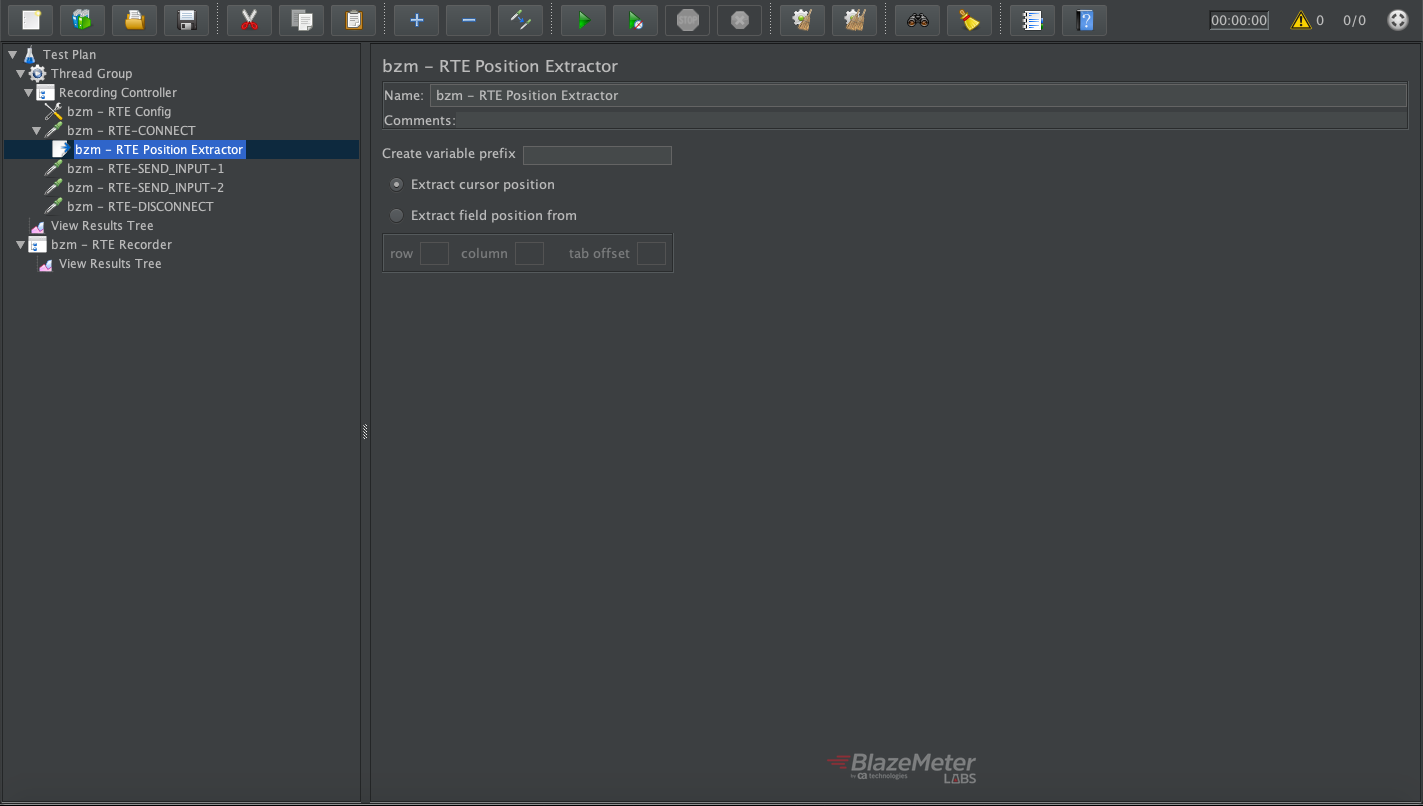 STOP
00:00:00 0 0/0
?
Test Plan
Thread Group
Recording Controller
bzm - RTE Config
bzm - RTE-CONNECT
bzm - RTE Position Extractor
bzm - RTE-SEND_INPUT-1
bzm - RTE-SEND_INPUT-2
bzm - RTE-DISCONNECT
View Results Tree
bzm - RTE Recorder
View Results Tree
bzm - RTE Position Extractor
Name: bzm - RTE Position Extractor
Comments:
Create variable prefix
Extract cursor position
Extract field position from
row column tab offset
BlazeMeter
by ca technologies
LABS